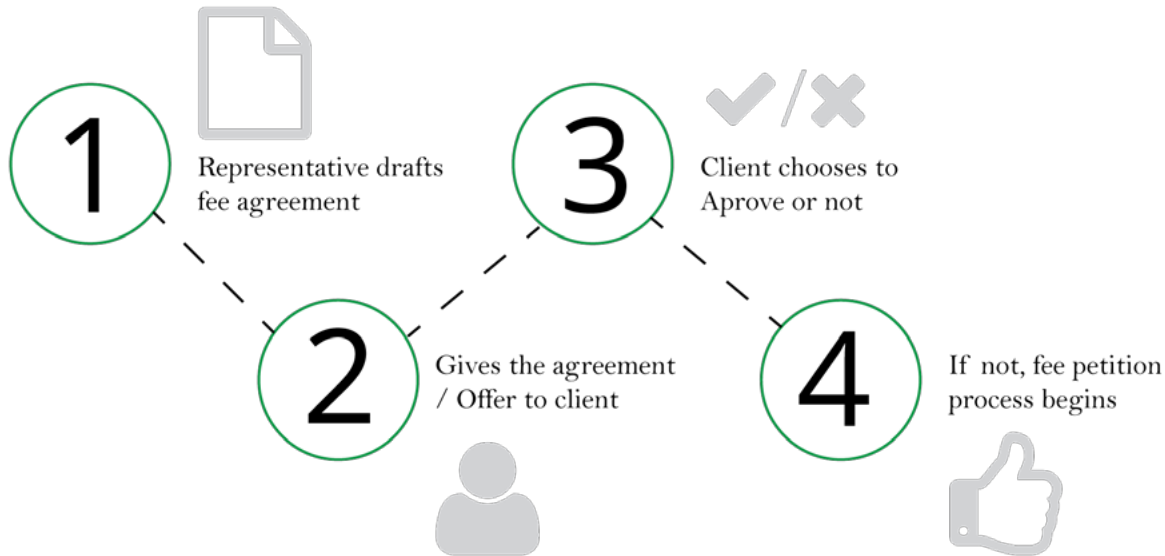 1
Representative drafts
fee agreement
2
Gives the agreement
/ Offer to client
3
Client chooses to
Aprove or not
4
If not, fee petition
process begins